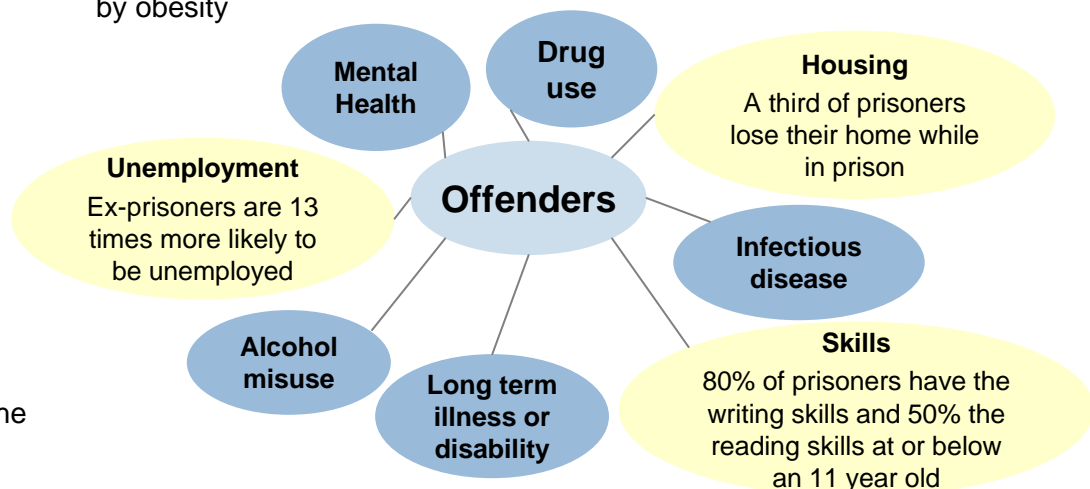 by obesity
Drug
use
Mental
Health
Housing
A third of prisoners
lose their home while
in prison
Unemployment
Ex-prisoners are 13
times more likely to
be unemployed
Offenders
Infectious
disease
Alcohol
misuse
Long term
illness or
disability
Skills
80% of prisoners have the
writing skills and 50% the
reading skills at or below
an 11 year old